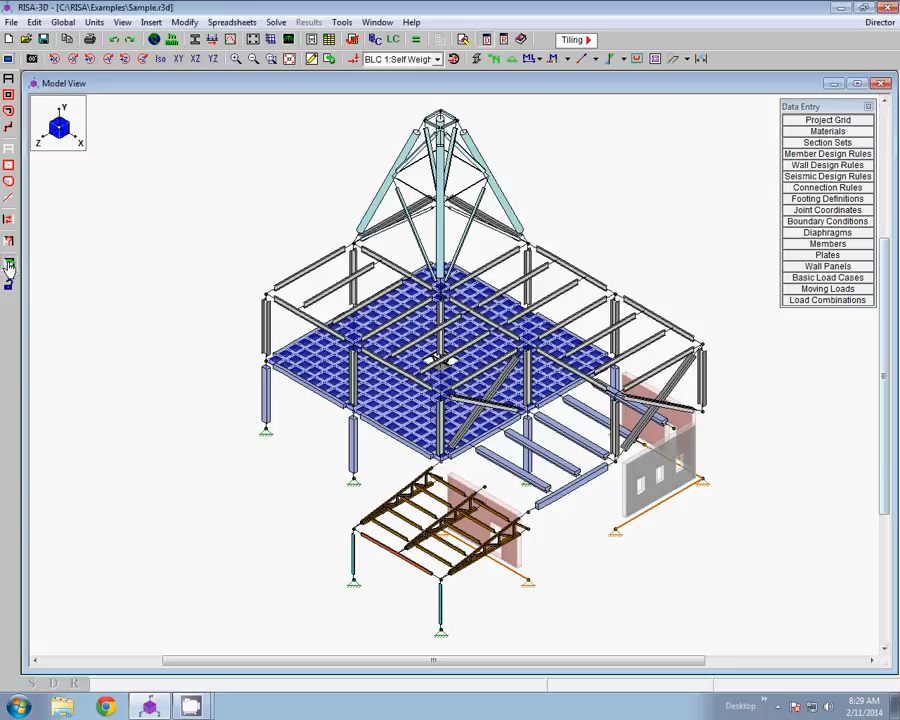 RISA-3D - [C:\RISA\Examples\Sample.r3d]
File Edit Global Units View Insert Modify Spreadsheets Solve Results Tools Window Help Director
LC Tiling
Iso XY XZ YZ BLC 1:Self Weigh
Model View
Y
Z X
Data Entry
Project Grid
Materials
Section Sets
Member Design Rules
Wall Design Rules
Seismic Design Rules
Connection Rules
Footing Definitions
Joint Coordinates
Boundary Conditions
Diaphragms
Members
Plates
Wall Panels
Basic Load Cases
Moving Loads
Load Combinations
S D R
Desktop
8:29 AM
2/11/2014